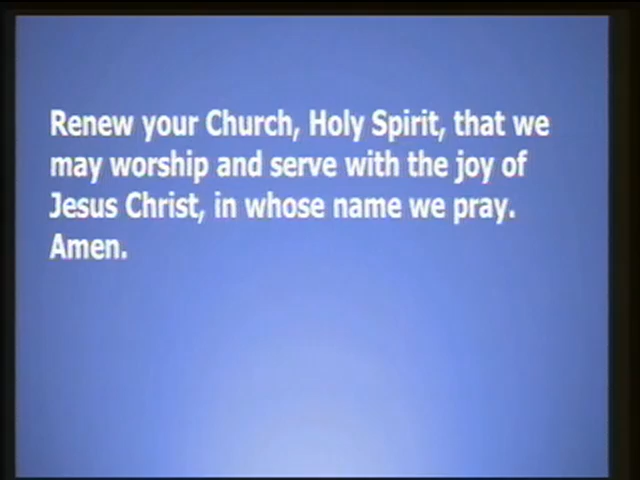 Renew your Church, Holy Spirit, that we
may worship and serve with the joy of
Jesus Christ, in whose name we pray.
Amen.